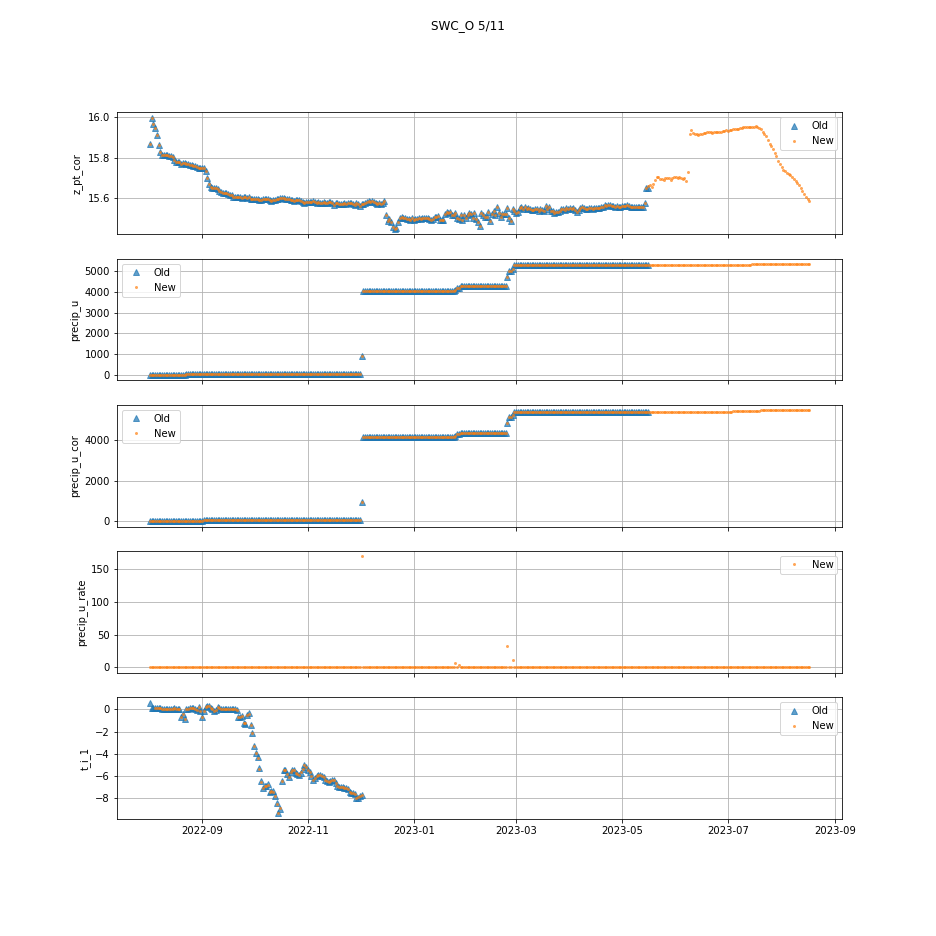 SWC_O 5/11
16.0
15.8
15.6
z_pt_cor
Old
New
5000
4000
3000
2000
1000
0
precip_u
Old
New
4000
2000
0
precip_u_cor
Old
New
150
100
50
0
precip_u_rate
New
0
−2
−4
−6
−8
t_i_1
Old
New
2022-09 2022-11 2023-01 2023-03 2023-05 2023-07 2023-09